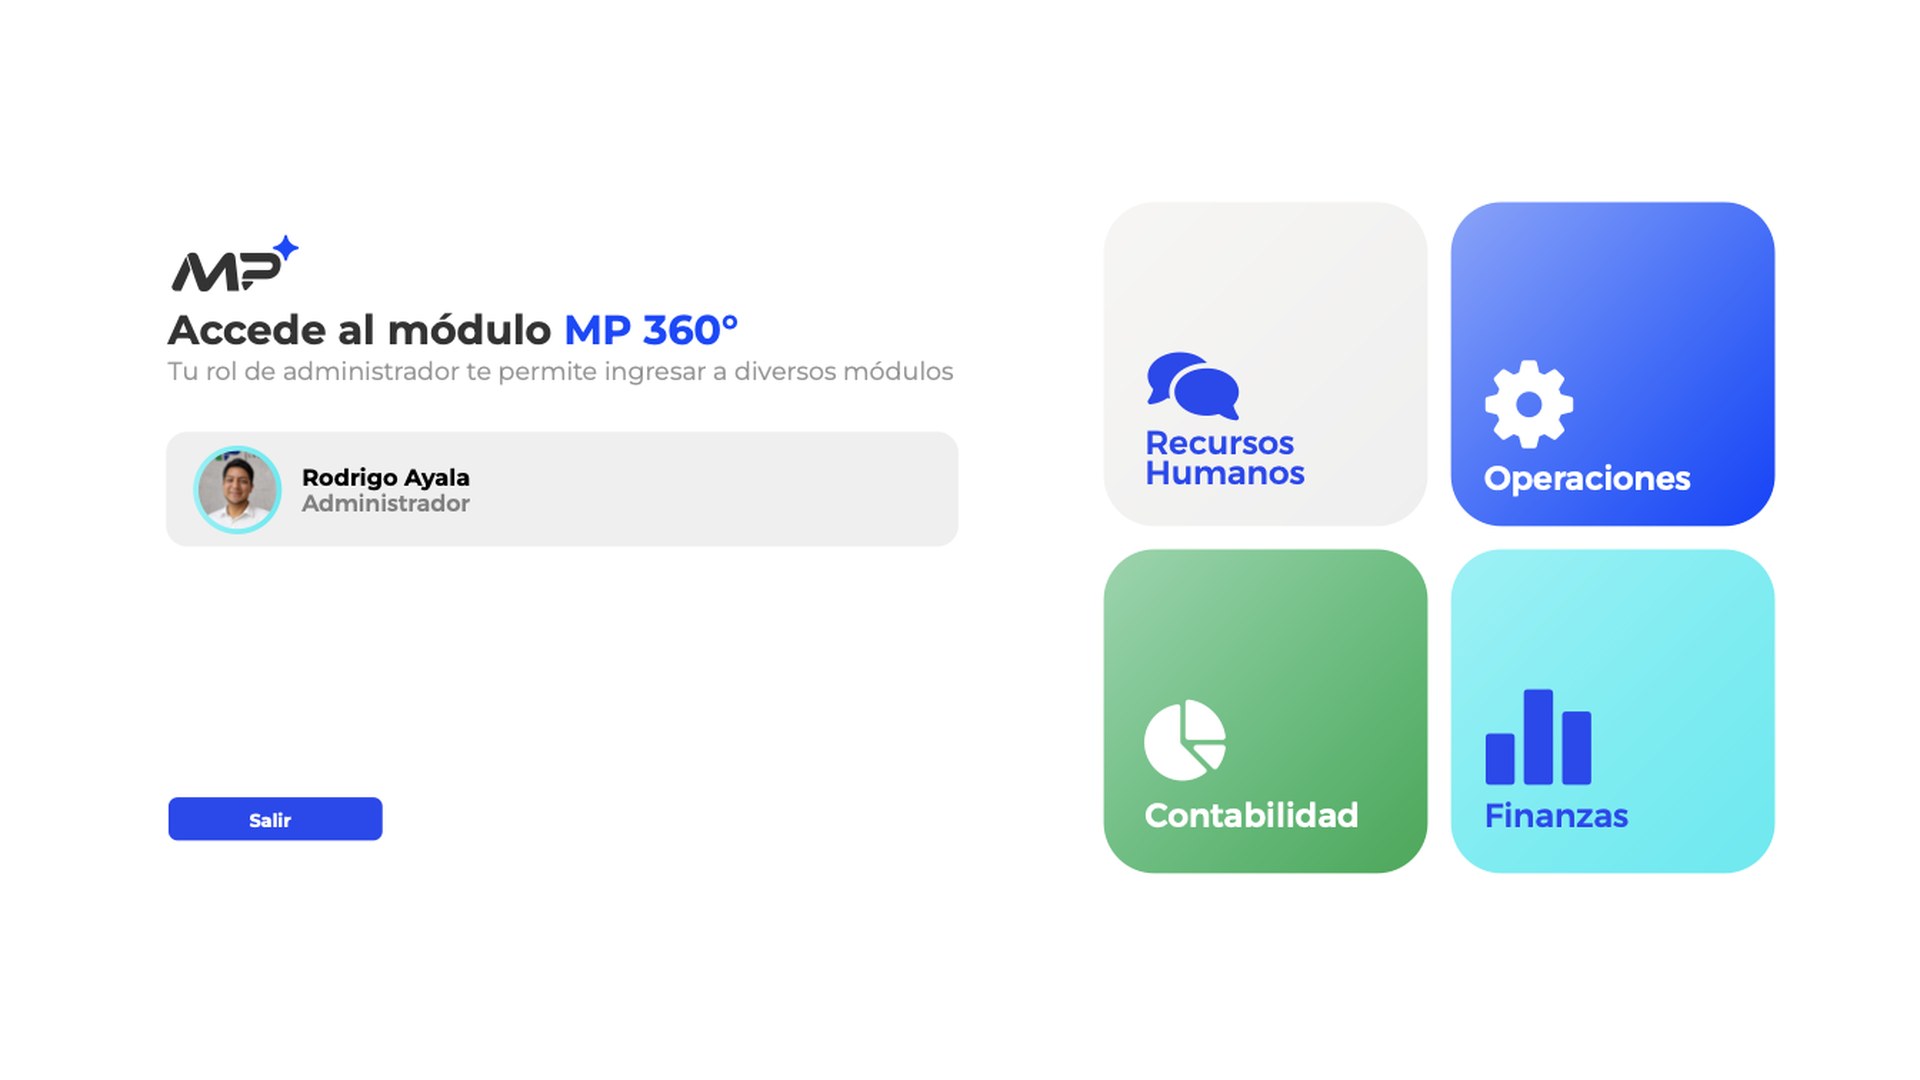 MP
Accede al módulo MP 360°
Tu rol de administrador te permite ingresar a diversos módulos
Rodrigo Ayala
Administrador
Salir
Recursos
Humanos
Operaciones
Contabilidad
Finanzas